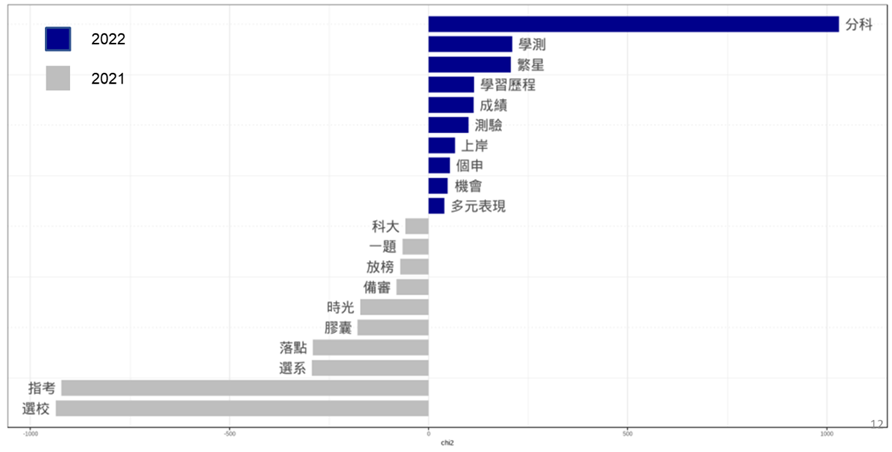 2022
2021
分科
學測
繁星
學習歷程
成績
測驗
上岸
個申
機會
多元表現
科大
一題
放榜
備審
時光
膠囊
落點
選系
指考
選校
12
-1000
-500
0
500
1000
chi2